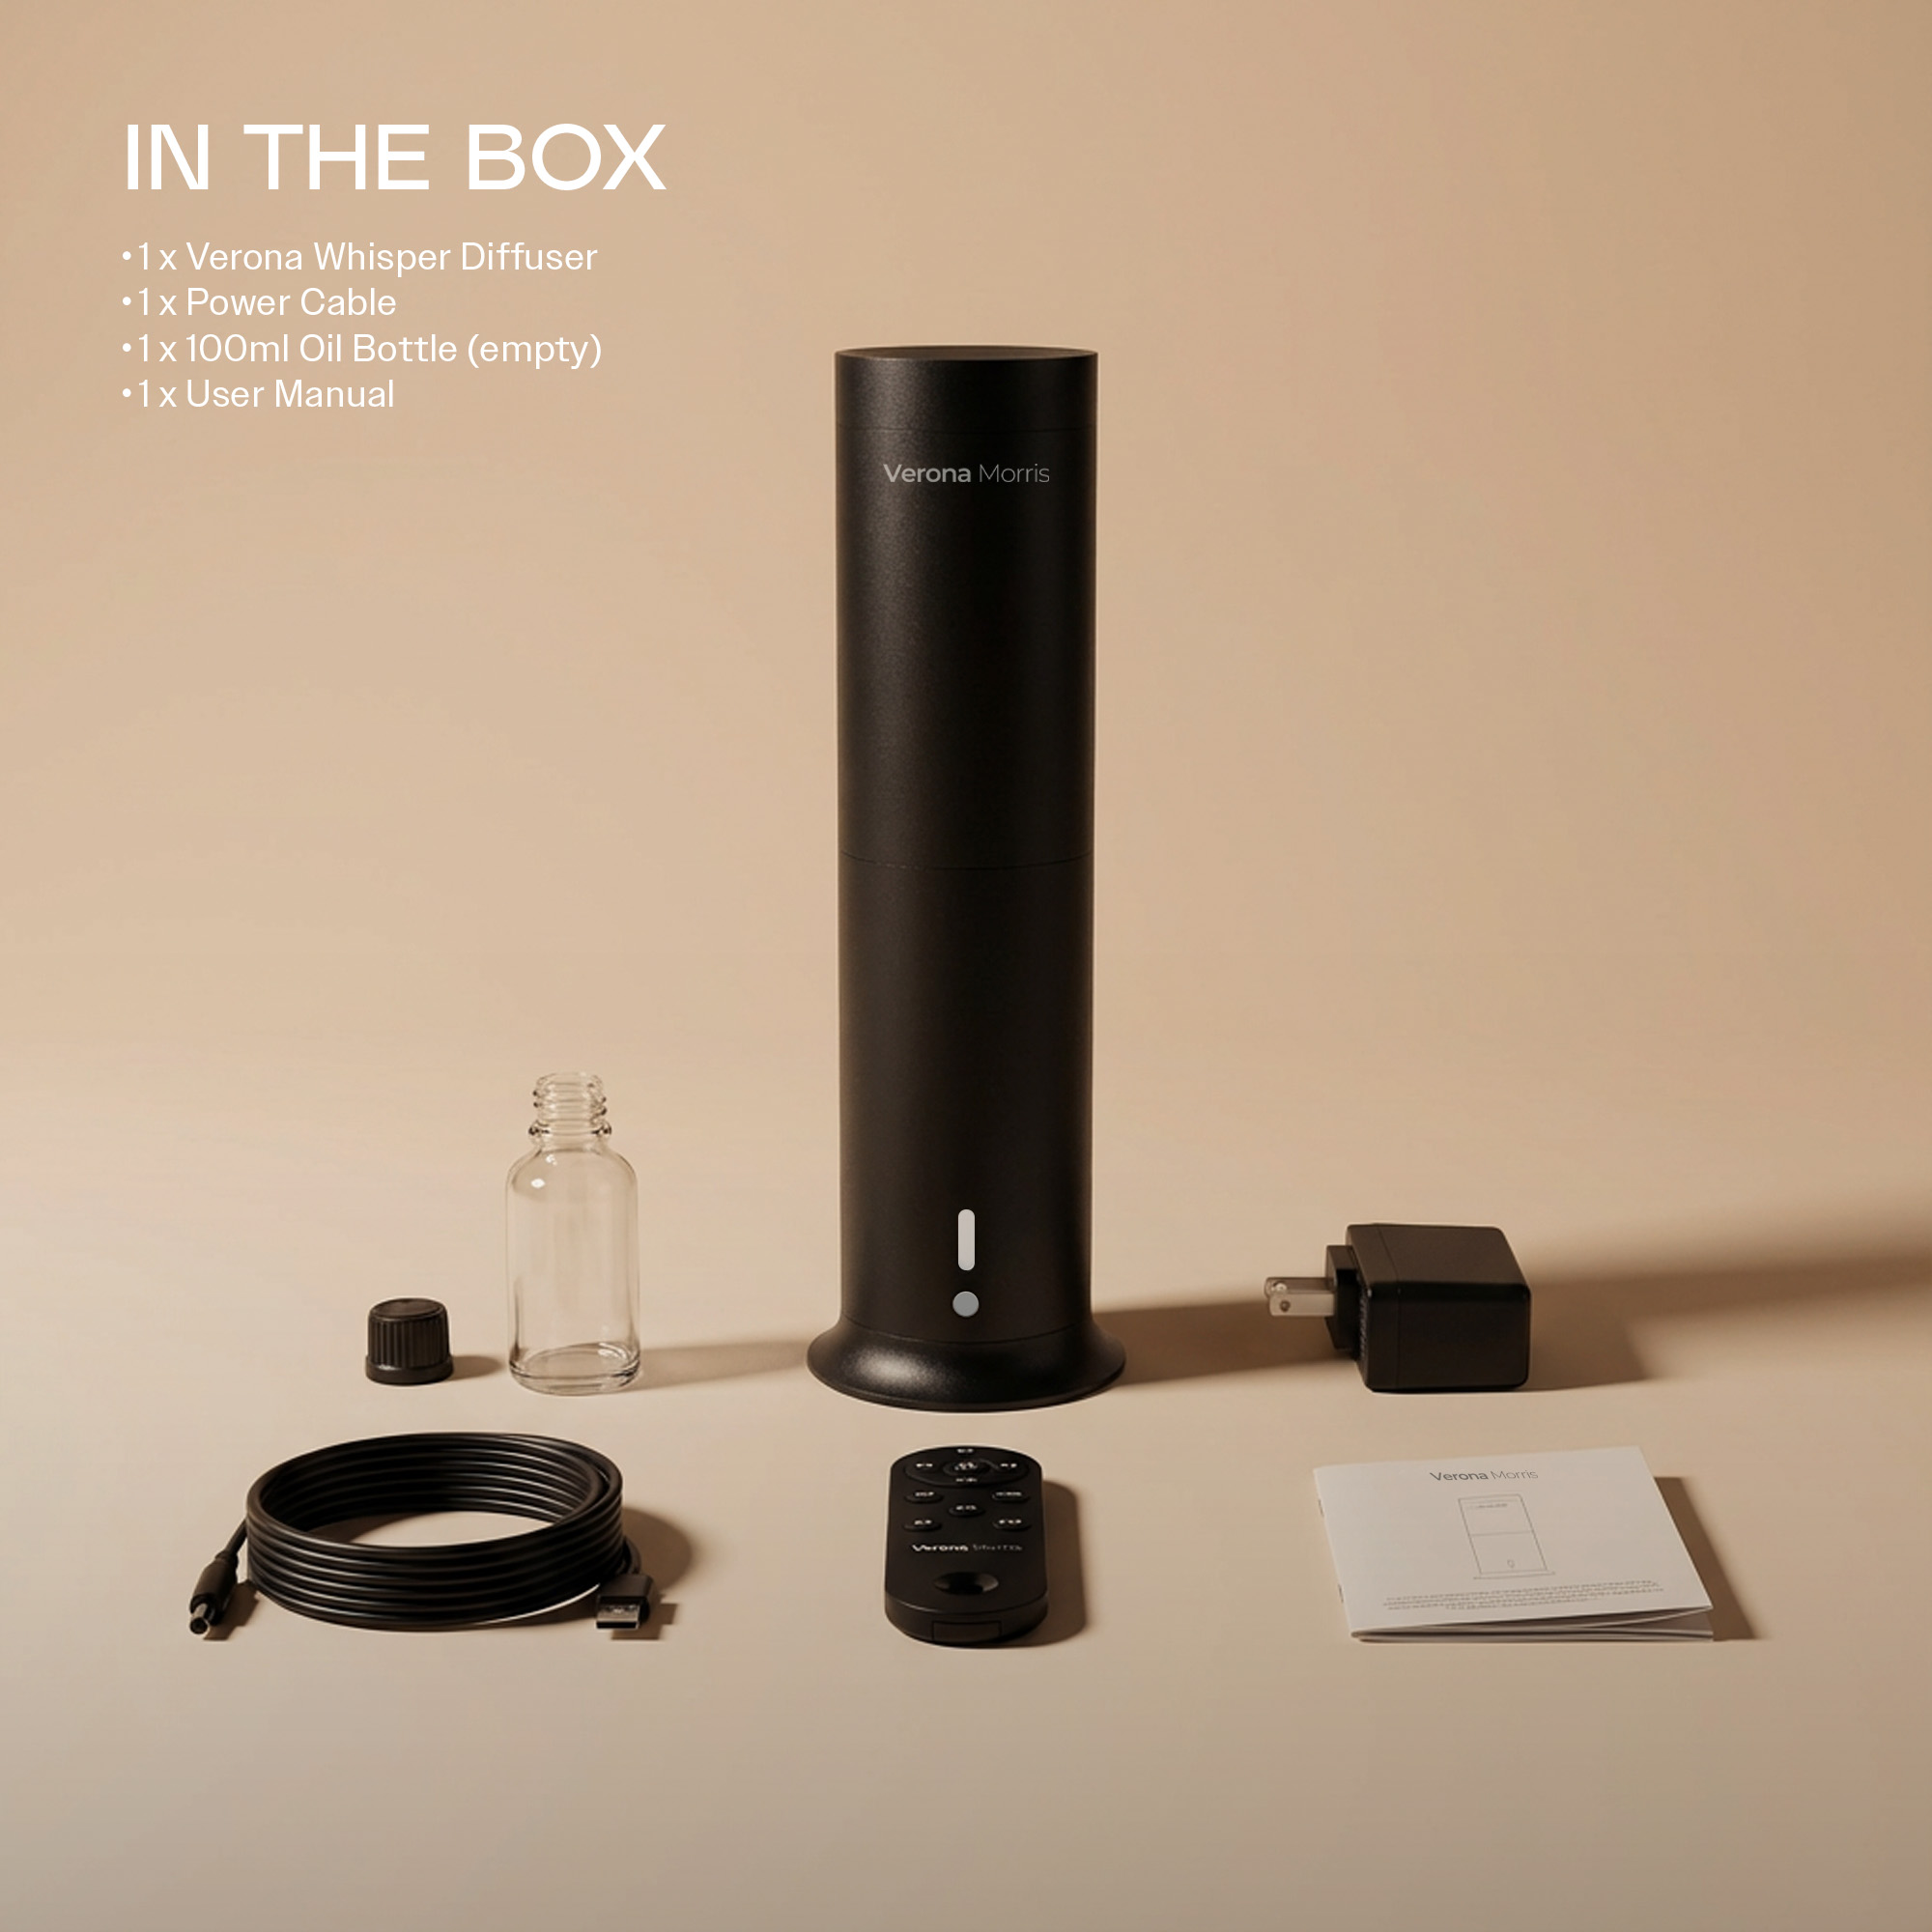 IN THE BOX
•1 x Verona Whisper Diffuser
•1 x Power Cable
•1 x 100ml Oil Bottle (empty)
•1 x User Manual
Verona Morris
Verona
Verona Morris